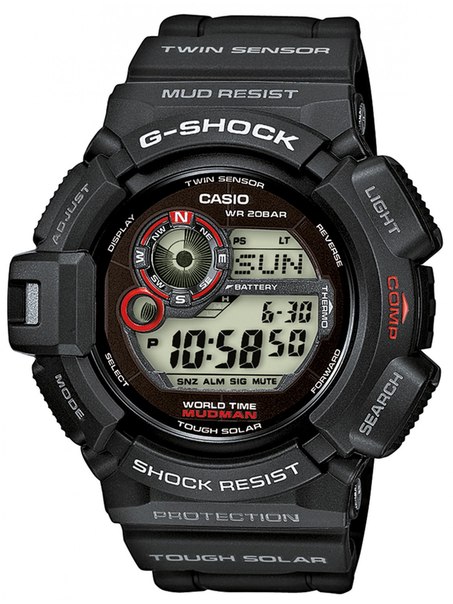 TWIN SENSOR
MUD RESIST
G-SHOCK
TWIN SENSOR
CASIO
WR 20BAR
ADJUST
LIGHT
DISPLAY
REVERSE
N
NW NE
W E
SW SE
S
PS LT
SUN
BATTERY
H
THERMO
6-30
P 10:58 50
COMP
SNZ ALM SIG MUTE
SELECT
FORWARD
MODE
SEARCH
WORLD TIME
MUDMAN
TOUGH SOLAR
SHOCK RESIST
PROTECTION
TOUGH SOLAR